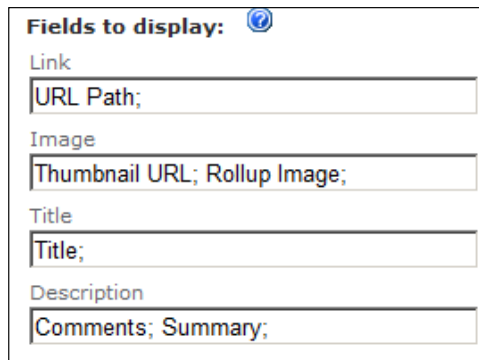 Fields to display:
Link
URL Path;
Image
Thumbnail URL; Rollup Image;
Title
Title;
Description
Comments; Summary;